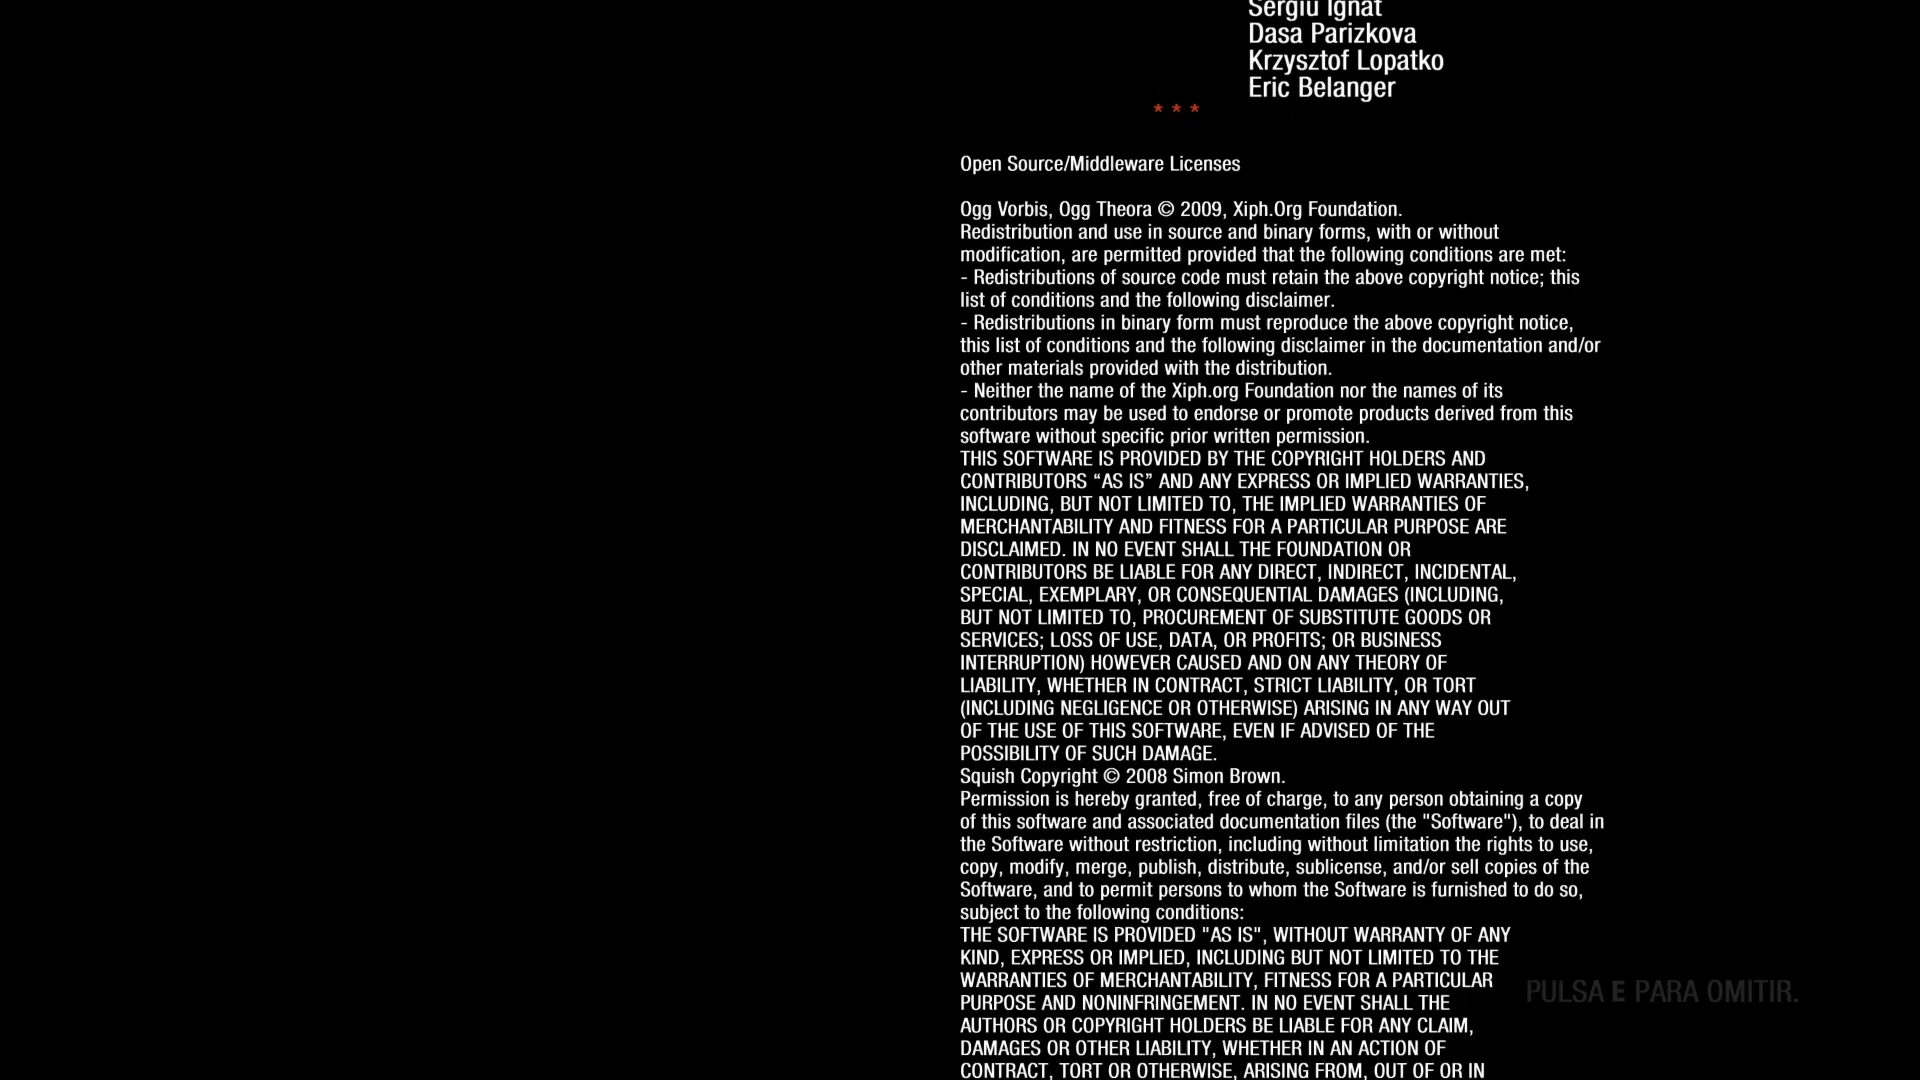 Sergiu Ignat
Dasa Parizkova
Krzysztof Lopatko
Eric Belanger
* * *
Open Source/Middleware Licenses
Ogg Vorbis, Ogg Theora © 2009, Xiph.Org Foundation.
Redistribution and use in source and binary forms, with or without
modification, are permitted provided that the following conditions are met:
- Redistributions of source code must retain the above copyright notice; this
list of conditions and the following disclaimer.
- Redistributions in binary form must reproduce the above copyright notice,
this list of conditions and the following disclaimer in the documentation and/or
other materials provided with the distribution.
- Neither the name of the Xiph.org Foundation nor the names of its
contributors may be used to endorse or promote products derived from this
software without specific prior written permission.
THIS SOFTWARE IS PROVIDED BY THE COPYRIGHT HOLDERS AND
CONTRIBUTORS “AS IS” AND ANY EXPRESS OR IMPLIED WARRANTIES,
INCLUDING, BUT NOT LIMITED TO, THE IMPLIED WARRANTIES OF
MERCHANTABILITY AND FITNESS FOR A PARTICULAR PURPOSE ARE
DISCLAIMED. IN NO EVENT SHALL THE FOUNDATION OR
CONTRIBUTORS BE LIABLE FOR ANY DIRECT, INDIRECT, INCIDENTAL,
SPECIAL, EXEMPLARY, OR CONSEQUENTIAL DAMAGES (INCLUDING,
BUT NOT LIMITED TO, PROCUREMENT OF SUBSTITUTE GOODS OR
SERVICES; LOSS OF USE, DATA, OR PROFITS; OR BUSINESS
INTERRUPTION) HOWEVER CAUSED AND ON ANY THEORY OF
LIABILITY, WHETHER IN CONTRACT, STRICT LIABILITY, OR TORT
(INCLUDING NEGLIGENCE OR OTHERWISE) ARISING IN ANY WAY OUT
OF THE USE OF THIS SOFTWARE, EVEN IF ADVISED OF THE
POSSIBILITY OF SUCH DAMAGE.
Squish Copyright © 2008 Simon Brown.
Permission is hereby granted, free of charge, to any person obtaining a copy
of this software and associated documentation files (the "Software"), to deal in
the Software without restriction, including without limitation the rights to use,
copy, modify, merge, publish, distribute, sublicense, and/or sell copies of the
Software, and to permit persons to whom the Software is furnished to do so,
subject to the following conditions:
THE SOFTWARE IS PROVIDED "AS IS", WITHOUT WARRANTY OF ANY
KIND, EXPRESS OR IMPLIED, INCLUDING BUT NOT LIMITED TO THE
WARRANTIES OF MERCHANTABILITY, FITNESS FOR A PARTICULAR
PURPOSE AND NONINFRINGEMENT. IN NO EVENT SHALL THE
AUTHORS OR COPYRIGHT HOLDERS BE LIABLE FOR ANY CLAIM,
DAMAGES OR OTHER LIABILITY, WHETHER IN AN ACTION OF
CONTRACT, TORT OR OTHERWISE, ARISING FROM, OUT OF OR IN
PULSA E PARA OMITIR.